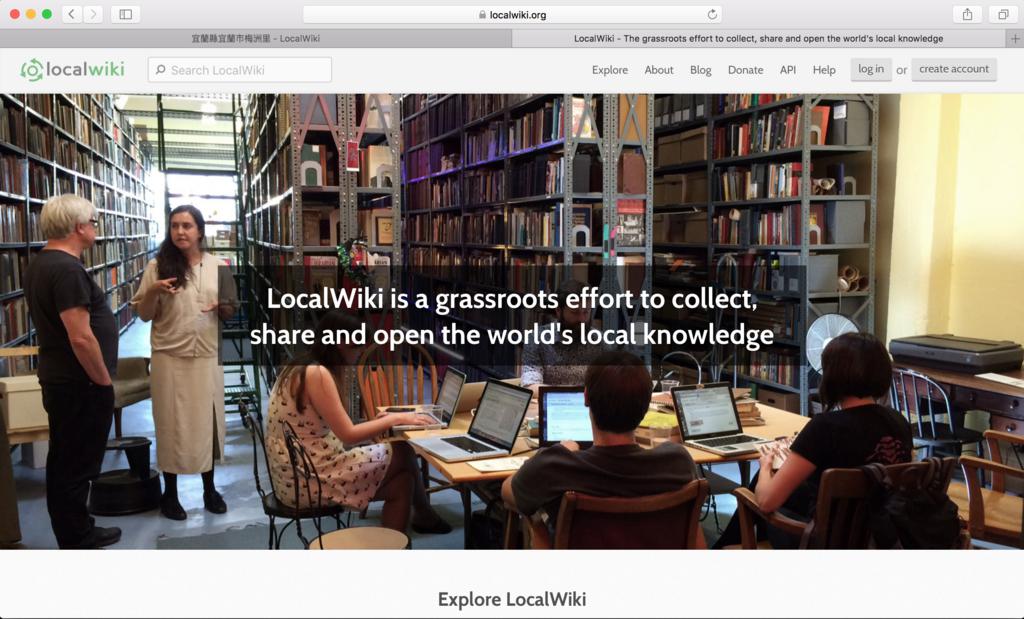 localwiki.org
宜蘭縣宜蘭市梅洲里 - LocalWiki
LocalWiki - The grassroots effort to collect, share and open the world's local knowledge
localwiki
Search LocalWiki
Explore About Blog Donate API Help log in or create account
LocalWiki is a grassroots effort to collect,
share and open the world's local knowledge
Explore LocalWiki